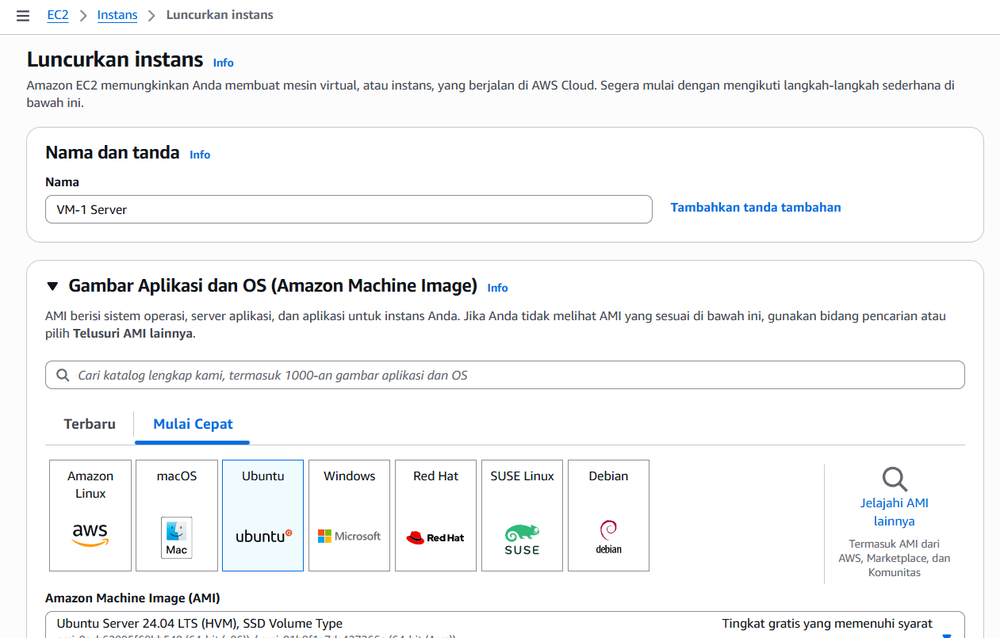 EC2 > Instans > Luncurkan instans
Luncurkan instans Info
Amazon EC2 memungkinkan Anda membuat mesin virtual, atau instans, yang berjalan di AWS Cloud. Segera mulai dengan mengikuti langkah-langkah sederhana di
bawah ini.
Nama dan tanda Info
Nama
VM-1 Server
Tambahkan tanda tambahan
Gambar Aplikasi dan OS (Amazon Machine Image) Info
AMI berisi sistem operasi, server aplikasi, dan aplikasi untuk instans Anda. Jika Anda tidak melihat AMI yang sesuai di bawah ini, gunakan bidang pencarian atau
pilih Telusuri AMI lainnya.
Cari katalog lengkap kami, termasuk 1000-an gambar aplikasi dan OS
Terbaru
Mulai Cepat
Amazon
Linux
aws
macOS
Mac
Ubuntu
ubuntu
Windows
Microsoft
Red Hat
Red Hat
SUSE Linux
SUSE
Debian
debian
Jelajahi AMI
lainnya
Termasuk AMI dari
AWS, Marketplace, dan
Komunitas
Amazon Machine Image (AMI)
Ubuntu Server 24.04 LTS (HVM), SSD Volume Type
Tingkat gratis yang memenuhi syarat